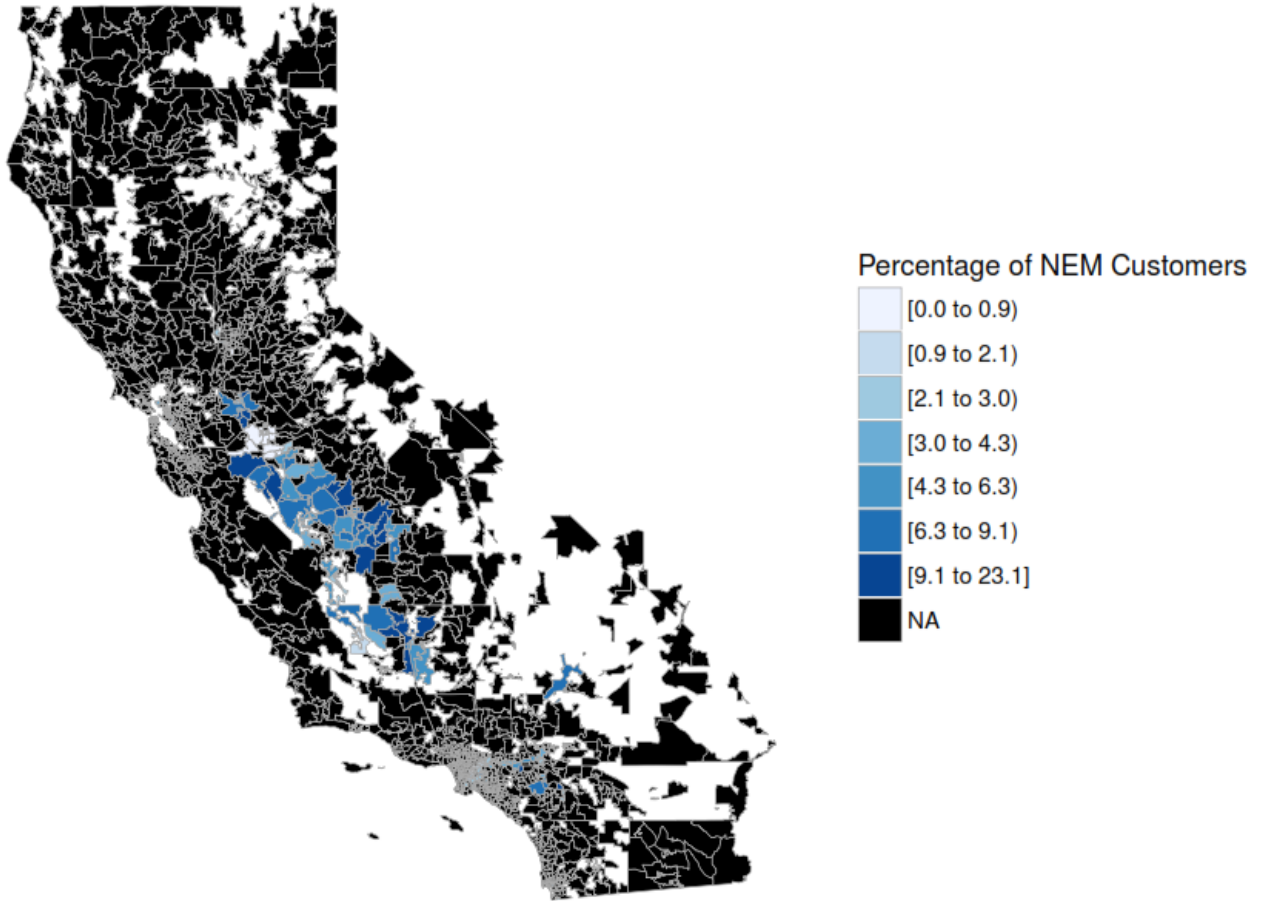 Percentage of NEM Customers
[0.0 to 0.9)
[0.9 to 2.1)
[2.1 to 3.0)
[3.0 to 4.3)
[4.3 to 6.3)
[6.3 to 9.1)
[9.1 to 23.1]
NA